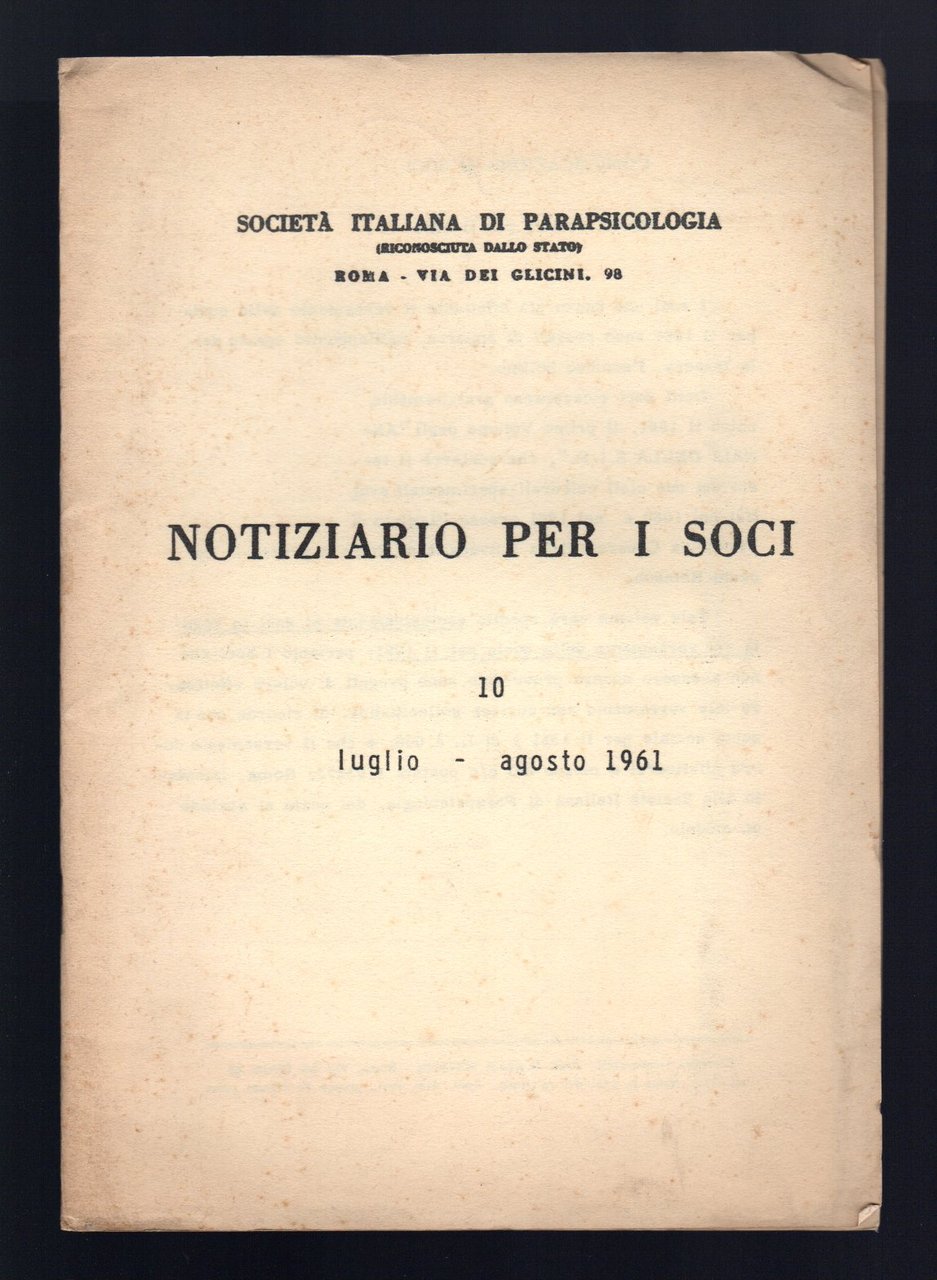 SOCIETÀ ITALIANA DI PARAPSICOLOGIA
(RICONOSCIUTA DALLO STATO)
ROMA - VIA DEI GLICINI. 98
NOTIZIARIO PER I SOCI
10
luglio - agosto 1961